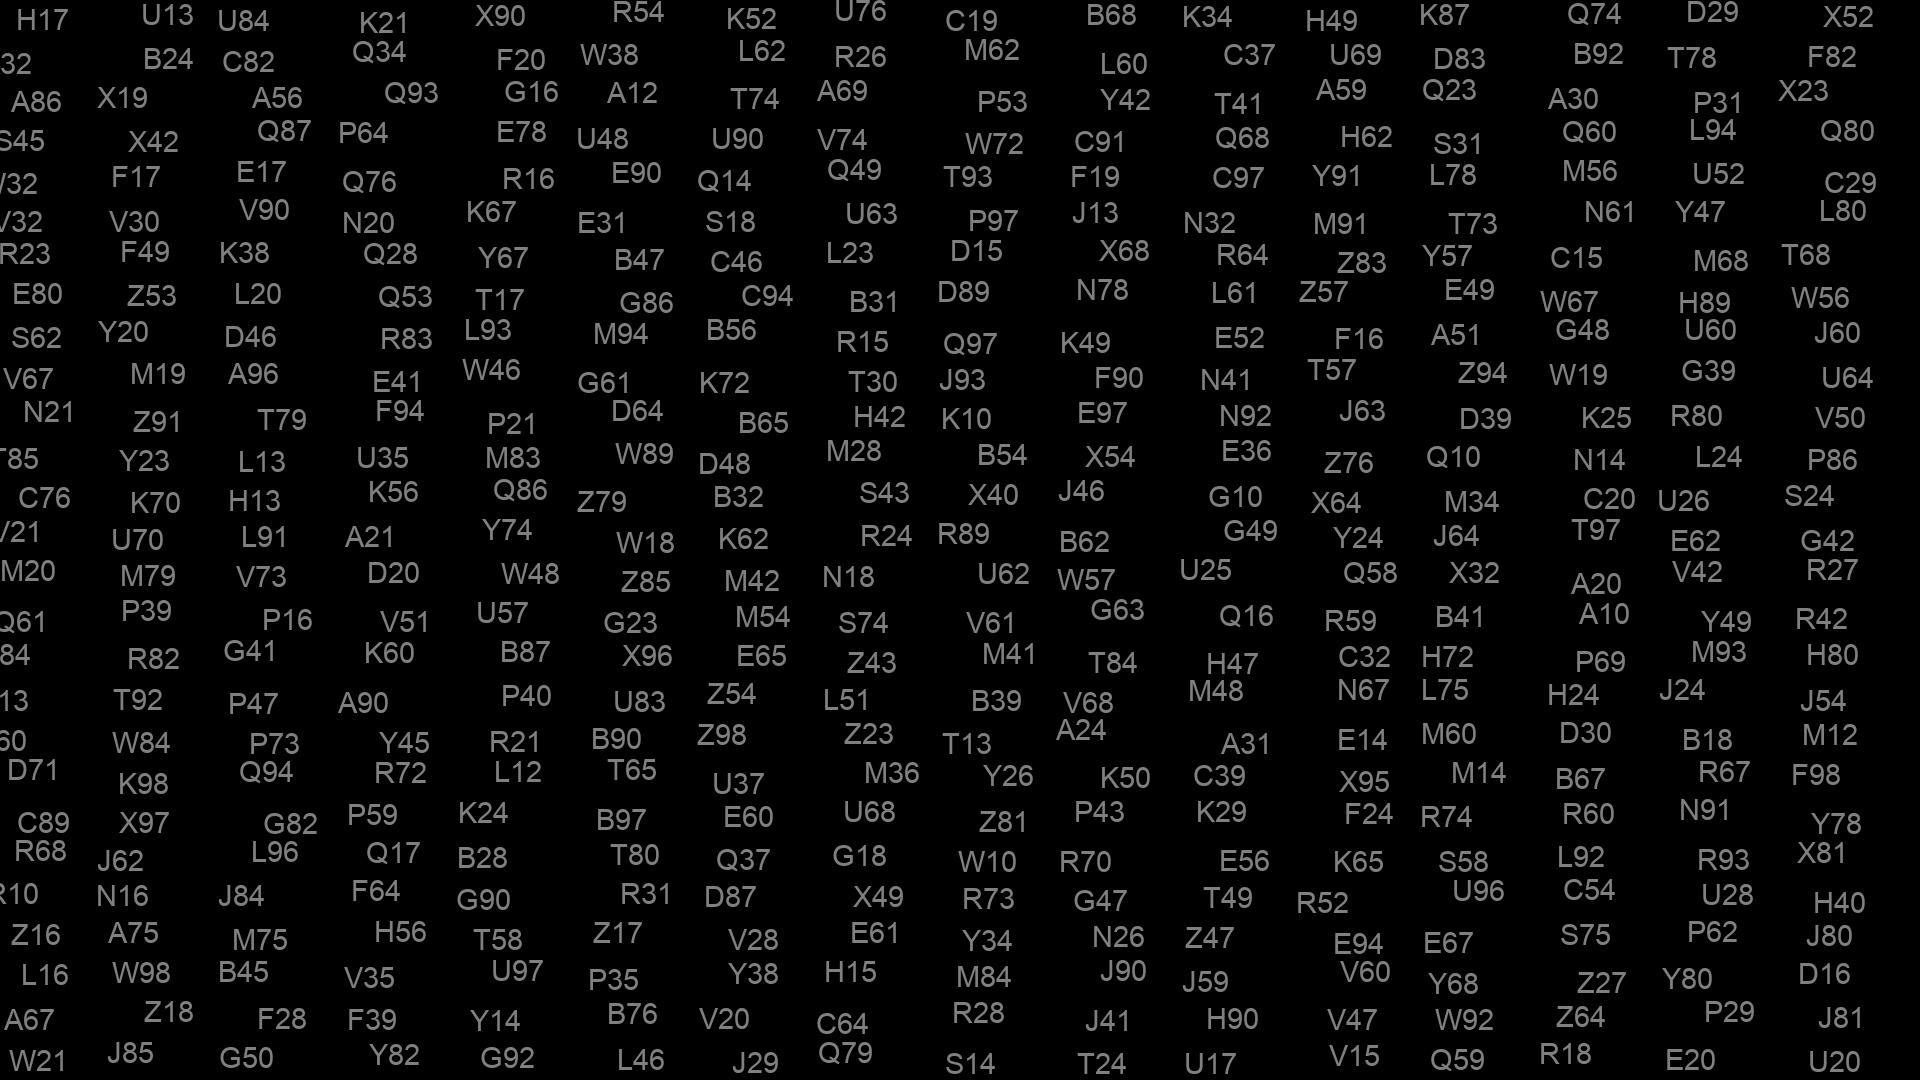 H17 U13 U84 K21 X90 R54 K52 U76 C19 B68 K34 H49 K87 Q74 D29 X52
32 B24 C82 Q34 F20 W38 L62 R26 M62 L60 C37 U69 D83 B92 T78 F82
A86 X19 A56 Q93 G16 A12 T74 A69 P53 Y42 T41 A59 Q23 A30 P31 X23
S45 X42 Q87 P64 E78 U48 U90 V74 W72 C91 Q68 H62 S31 Q60 L94 Q80
32 F17 E17 Q76 R16 E90 Q14 Q49 T93 F19 C97 Y91 L78 M56 U52 C29
V32 V30 V90 N20 K67 E31 S18 U63 P97 J13 N32 M91 T73 N61 Y47 L80
R23 F49 K38 Q28 Y67 B47 C46 L23 D15 X68 R64 Z83 Y57 C15 M68 T68
E80 Z53 L20 Q53 T17 G86 C94 B31 D89 N78 L61 Z57 E49 W67 H89 W56
S62 Y20 D46 R83 L93 M94 B56 R15 Q97 K49 E52 F16 A51 G48 U60 J60
V67 M19 A96 E41 W46 G61 K72 T30 J93 F90 N41 T57 Z94 W19 G39 U64
N21 Z91 T79 F94 P21 D64 B65 H42 K10 E97 N92 J63 D39 K25 R80 V50
T85 Y23 L13 U35 M83 W89 D48 M28 B54 X54 E36 Z76 Q10 N14 L24 P86
C76 K70 H13 K56 Q86 Z79 B32 S43 X40 J46 G10 X64 M34 C20 U26 S24
V21 U70 L91 A21 Y74 W18 K62 R24 R89 B62 G49 Y24 J64 T97 E62 G42
M20 M79 V73 D20 W48 Z85 M42 N18 U62 W57 U25 Q58 X32 A20 V42 R27
Q61 P39 P16 V51 U57 G23 M54 S74 V61 G63 Q16 R59 B41 A10 Y49 R42
84 R82 G41 K60 B87 X96 E65 Z43 M41 T84 H47 C32 H72 P69 M93 H80
13 T92 P47 A90 P40 U83 Z54 L51 B39 V68 M48 N67 L75 H24 J24 J54
60 W84 P73 Y45 R21 B90 Z98 Z23 T13 A24 A31 E14 M60 D30 B18 M12
D71 K98 Q94 R72 L12 T65 U37 M36 Y26 K50 C39 X95 M14 B67 R67 F98
C89 X97 G82 P59 K24 B97 E60 U68 Z81 P43 K29 F24 R74 R60 N91 Y78
R68 J62 L96 Q17 B28 T80 Q37 G18 W10 R70 E56 K65 S58 L92 R93 X81
R10 N16 J84 F64 G90 R31 D87 X49 R73 G47 T49 R52 U96 C54 U28 H40
Z16 A75 M75 H56 T58 Z17 V28 E61 Y34 N26 Z47 E94 E67 S75 P62 J80
L16 W98 B45 V35 U97 P35 Y38 H15 M84 J90 J59 V60 Y68 Z27 Y80 D16
A67 Z18 F28 F39 Y14 B76 V20 C64 R28 J41 H90 V47 W92 Z64 P29 J81
W21 J85 G50 Y82 G92 L46 J29 Q79 S14 T24 U17 V15 Q59 R18 E20 U20